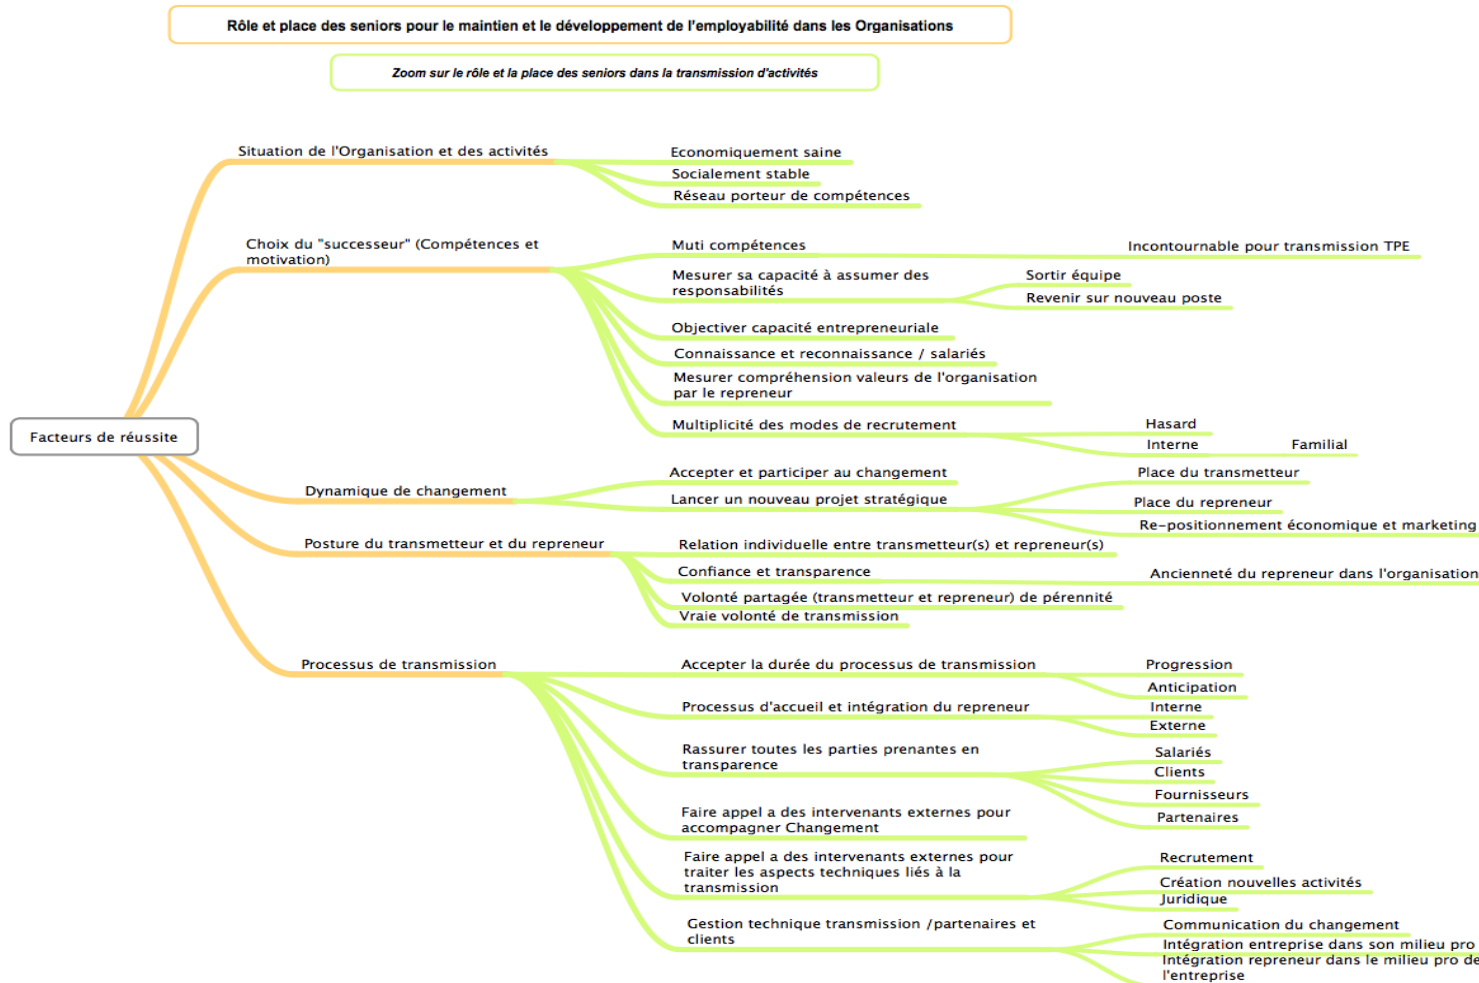 Rôle et place des seniors pour le maintien et le développement de l'employabilité dans les Organisations
Zoom sur le rôle et la place des seniors dans la transmission d'activités
Facteurs de réussite
Situation de l'Organisation et des activités
Economiquement saine
Socialement stable
Réseau porteur de compétences
Choix du "successeur" (Compétences et
motivation)
Muti compétences
Incontournable pour transmission TPE
Mesurer sa capacité à assumer des
responsabilités
Sortir équipe
Revenir sur nouveau poste
Objectiver capacité entrepreneuriale
Connaissance et reconnaissance / salariés
Mesurer compréhension valeurs de l'organisation
par le repreneur
Multiplicité des modes de recrutement
Hasard
Interne
Familial
Dynamique de changement
Accepter et participer au changement
Lancer un nouveau projet stratégique
Place du transmetteur
Place du repreneur
Re-positionnement économique et marketing
Posture du transmetteur et du repreneur
Relation individuelle entre transmetteur(s) et repreneur(s)
Confiance et transparence
Ancienneté du repreneur dans l'organisation
Volonté partagée (transmetteur et repreneur) de pérennité
Vraie volonté de transmission
Processus de transmission
Accepter la durée du processus de transmission
Progression
Anticipation
Processus d'accueil et intégration du repreneur
Interne
Externe
Rassurer toutes les parties prenantes en
transparence
Salariés
Clients
Fournisseurs
Partenaires
Faire appel a des intervenants externes pour
accompagner Changement
Faire appel a des intervenants externes pour
traiter les aspects techniques liés à la
transmission
Recrutement
Création nouvelles activités
Juridique
Gestion technique transmission /partenaires et
clients
Communication du changement
Intégration entreprise dans son milieu pro
Intégration repreneur dans le milieu pro de
l'entreprise